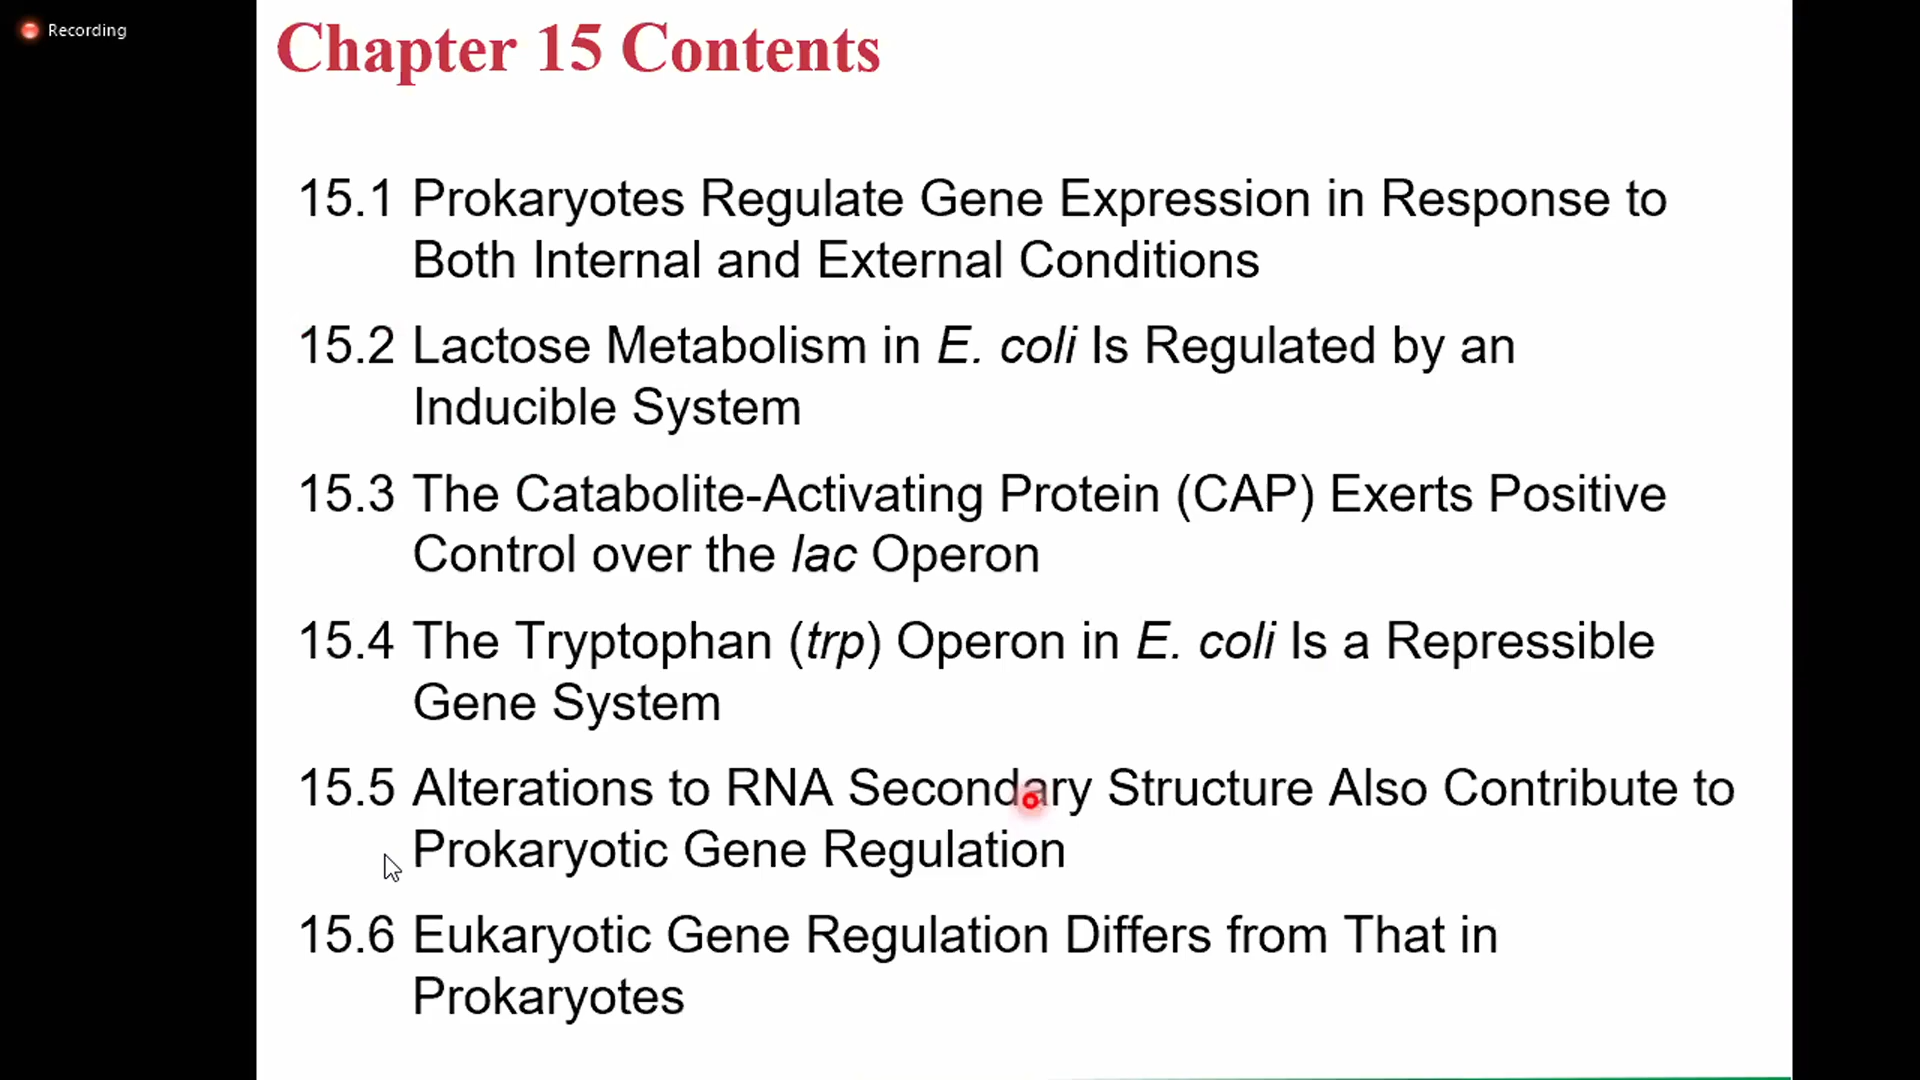 Recording
Chapter 15 Contents
15.1 Prokaryotes Regulate Gene Expression in Response to
Both Internal and External Conditions
15.2 Lactose Metabolism in E. coli Is Regulated by an
Inducible System
15.3 The Catabolite-Activating Protein (CAP) Exerts Positive
Control over the lac Operon
15.4 The Tryptophan (trp) Operon in E. coli Is a Repressible
Gene System
15.5 Alterations to RNA Secondary Structure Also Contribute to
Prokaryotic Gene Regulation
15.6 Eukaryotic Gene Regulation Differs from That in
Prokaryotes